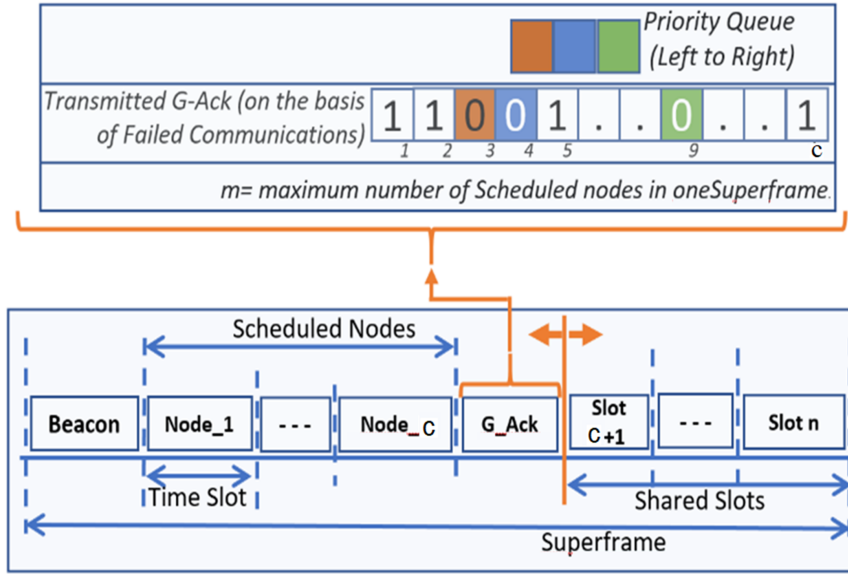 Priority Queue
(Left to Right)
Transmitted G-Ack (on the basis
of Failed Communications)
1 1 0 0 1 . . 0 . . 1
1 2 3 4 5 9 c
m= maximum number of Scheduled nodes in oneSuperframe.
Scheduled Nodes
Beacon Node_1 --- Node_c G_Ack Slot C+1 --- Slot n
Time Slot
Shared Slots
Superframe